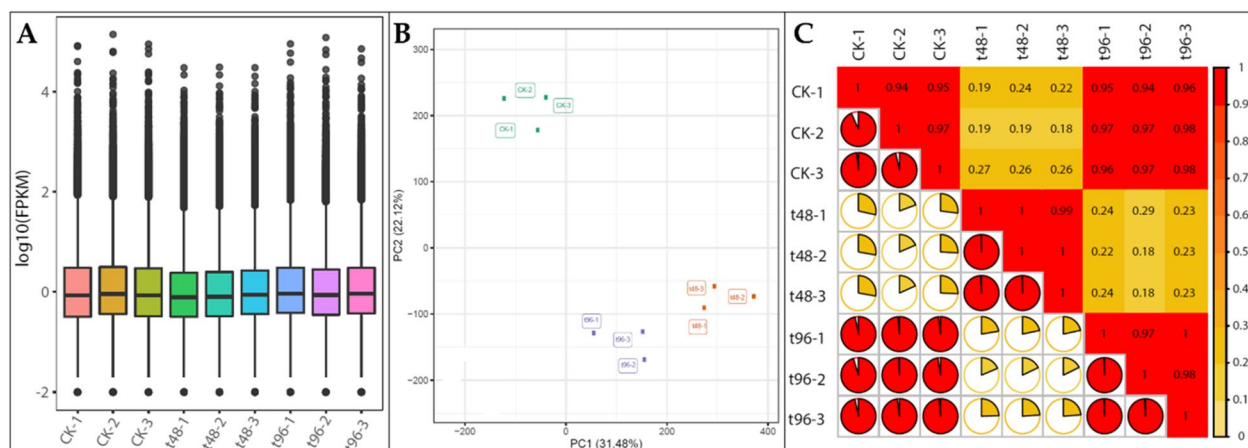 A
log10(FPKM)
4
2
0
−2
CK-1
CK-2
CK-3
t48-1
t48-2
t48-3
t96-1
t96-2
t96-3
B
PC2 (22.12%)
300
200
100
0
−100
−200
−200
0
200
400
PC1 (31.48%)
CK-2
CK-3
CK-1
t48-3
t48-2
t48-1
t96-1
t96-3
t96-2
C
CK-1 CK-2 CK-3 t48-1 t48-2 t48-3 t96-1 t96-2 t96-3
CK-1 1 0.94 0.95 0.19 0.24 0.22 0.95 0.94 0.96
CK-2 1 0.97 0.19 0.19 0.18 0.97 0.97 0.98
CK-3 1 0.27 0.26 0.26 0.96 0.97 0.98
t48-1 1 1 0.99 0.24 0.29 0.23
t48-2 1 1 0.22 0.18 0.23
t48-3 1 0.24 0.18 0.23
t96-1 1 0.97 1
t96-2 1 0.98
t96-3 1
1
0.9
0.8
0.7
0.6
0.5
0.4
0.3
0.2
0.1
0